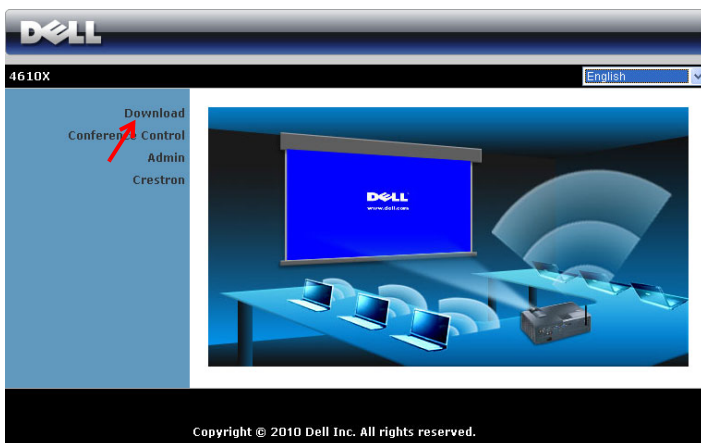 DELL
4610X
English
Download
Conference Control
Admin
Crestron
DELL
www.dell.com
Copyright © 2010 Dell Inc. All rights reserved.